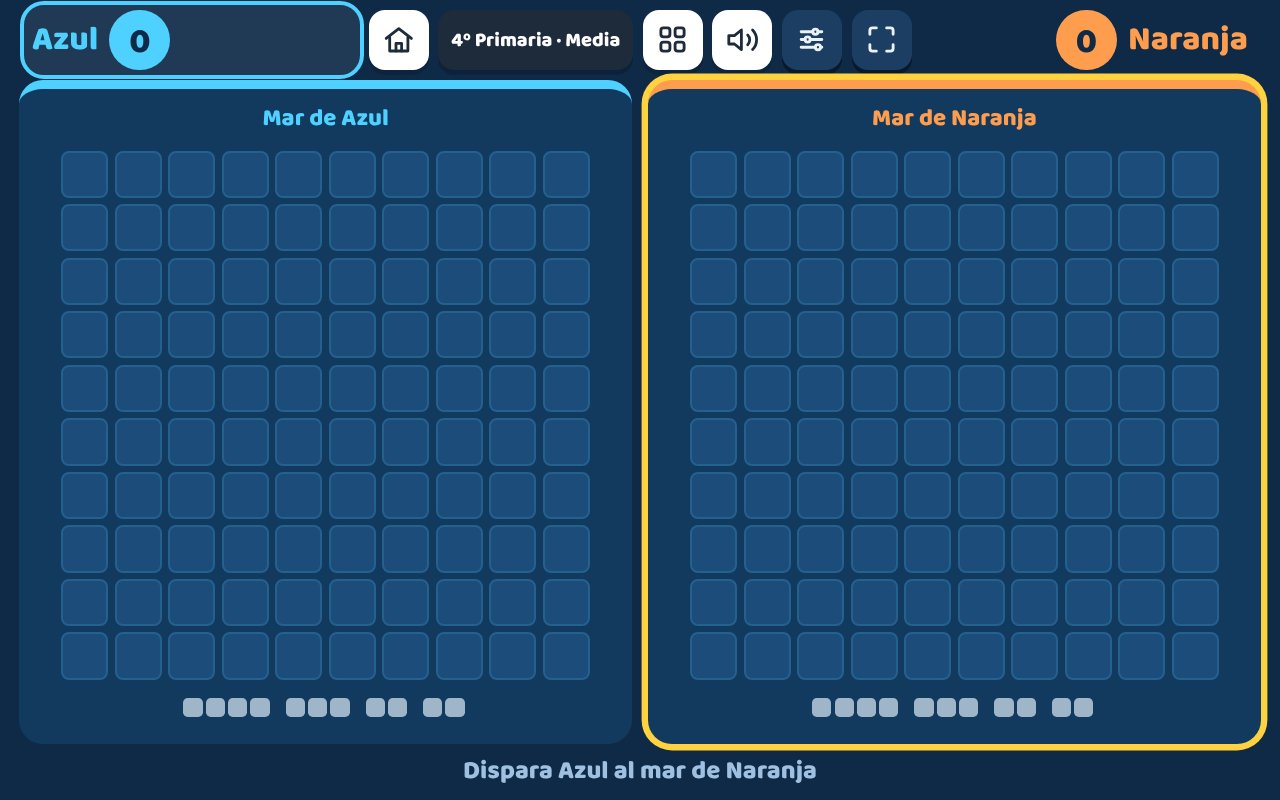 Azul 0
4º Primaria · Media
0 Naranja
Mar de Azul
Mar de Naranja
Dispara Azul al mar de Naranja